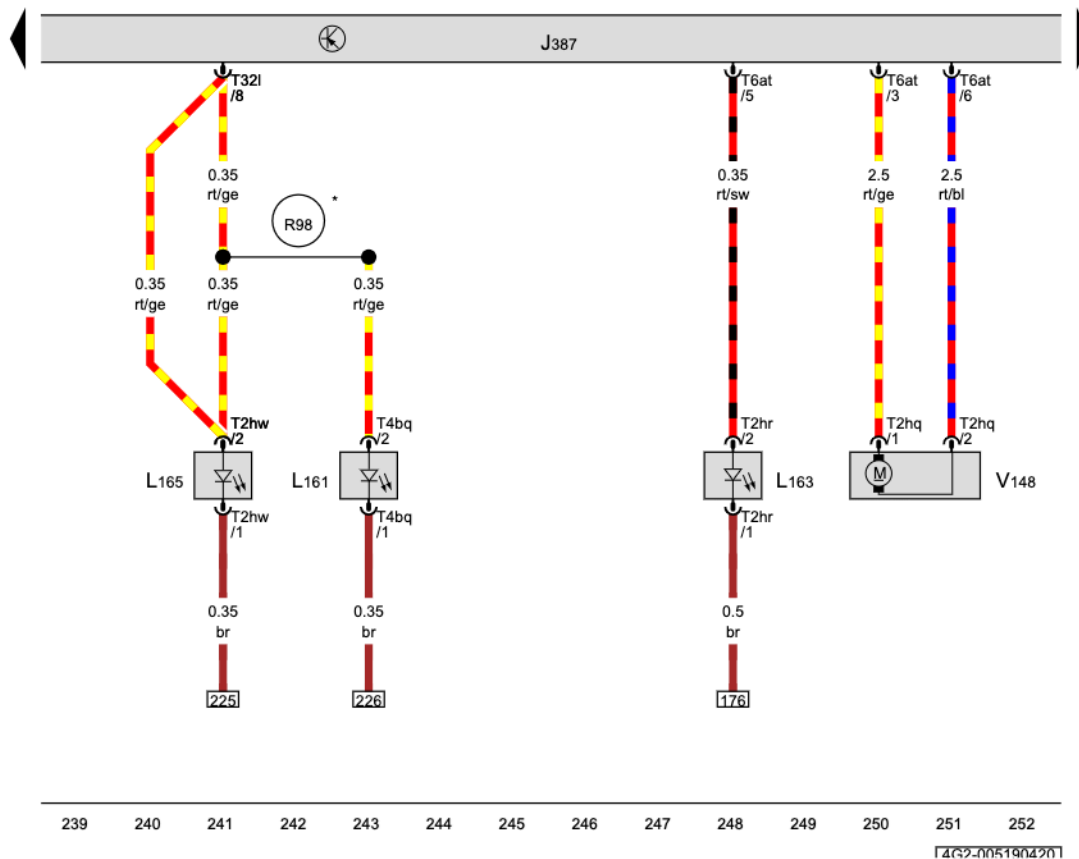 J387
T32l
/8
T6at
/5
T6at
/3
T6at
/6
0.35
rt/ge
0.35
rt/sw
2.5
rt/ge
2.5
rt/bl
R98
*
0.35
rt/ge
0.35
rt/ge
0.35
rt/ge
T2hw
/2
T4bq
/2
T2hr
/2
T2hq
/1
T2hq
/2
L165
L161
L163
M
V148
T2hw
/1
T4bq
/1
T2hr
/1
0.35
br
0.35
br
0.5
br
225
226
176
239 240 241 242 243 244 245 246 247 248 249 250 251 252
4G2-005190420